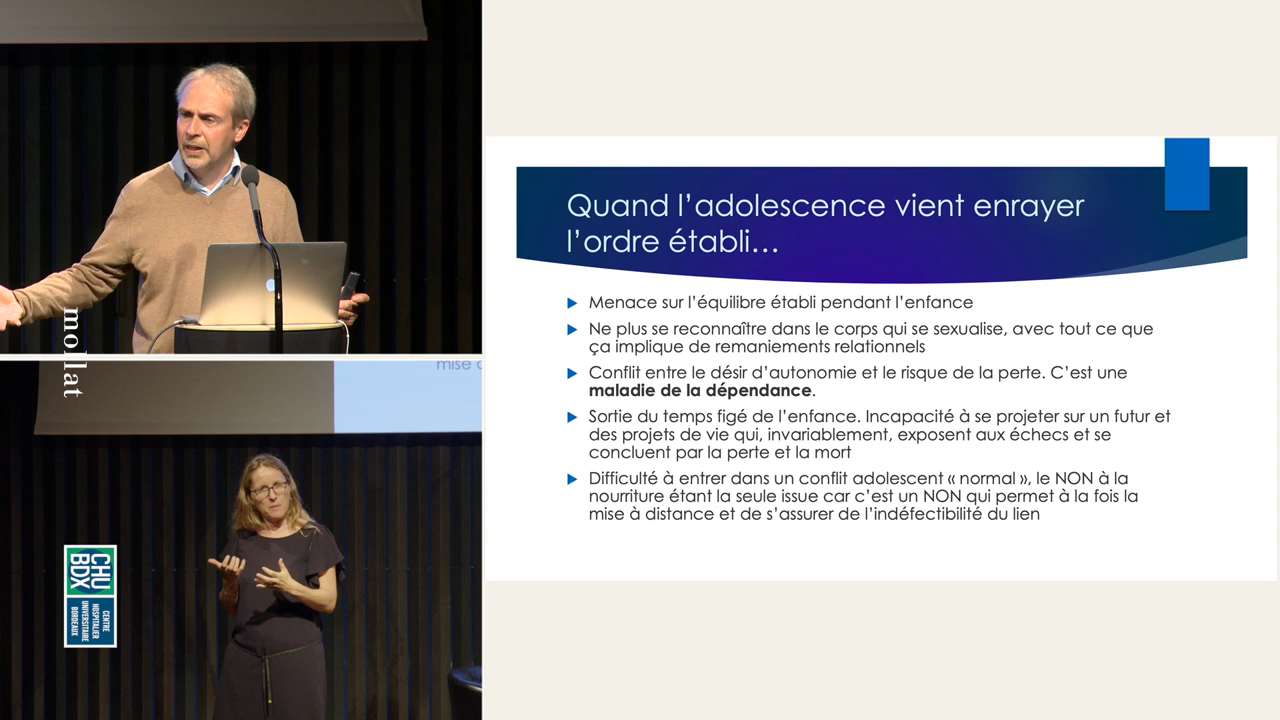 mollat
mise
CHU
BDX
CENTRE
HOSPITALIER
UNIVERSITAIRE
BORDEAUX
Quand l’adolescence vient enrayer
l’ordre établi…
Menace sur l’équilibre établi pendant l’enfance
Ne plus se reconnaître dans le corps qui se sexualise, avec tout ce que
ça implique de remaniements relationnels
Conflit entre le désir d’autonomie et le risque de la perte. C’est une
maladie de la dépendance.
Sortie du temps figé de l’enfance. Incapacité à se projeter sur un futur et
des projets de vie qui, invariablement, exposent aux échecs et se
concluent par la perte et la mort
Difficulté à entrer dans un conflit adolescent « normal », le NON à la
nourriture étant la seule issue car c’est un NON qui permet à la fois la
mise à distance et de s’assurer de l’indéfectibilité du lien